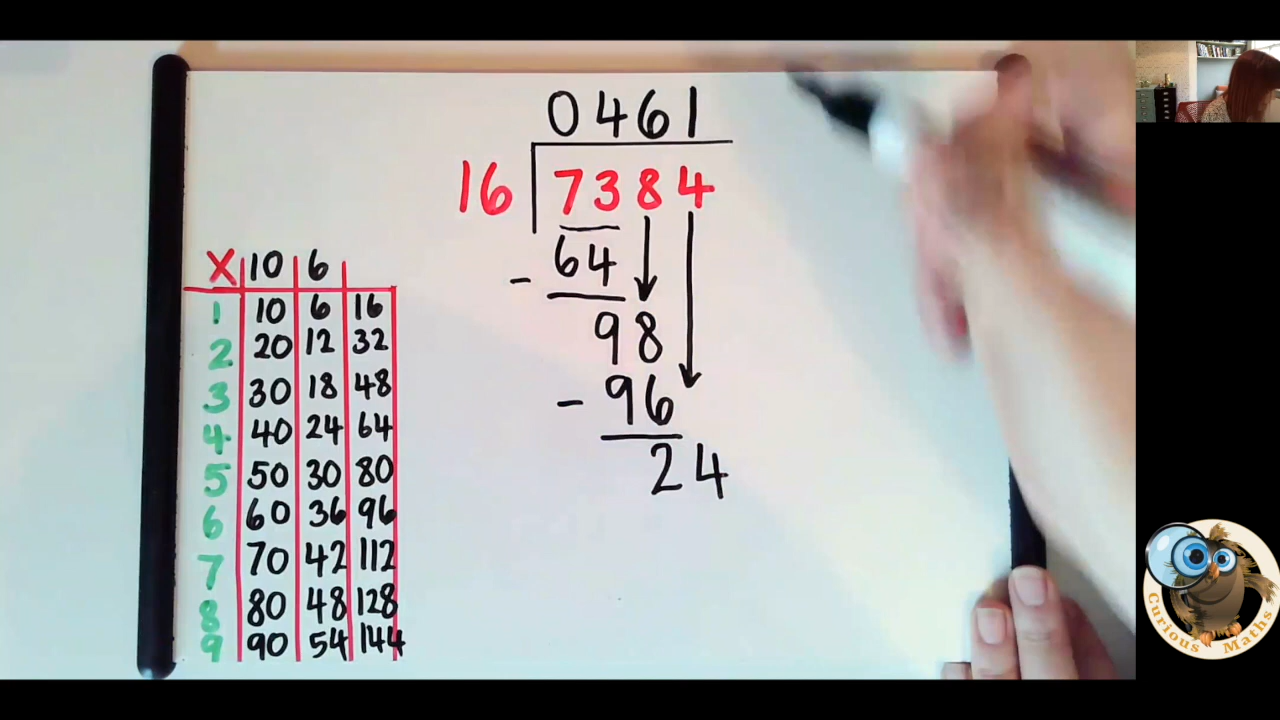 0461
16 7384
64
-
98
- 96
24
X 10 6
1 10 6 16
2 20 12 32
3 30 18 48
4 40 24 64
5 50 30 80
6 60 36 96
7 70 42 112
8 80 48 128
9 90 54 144
Curious Maths